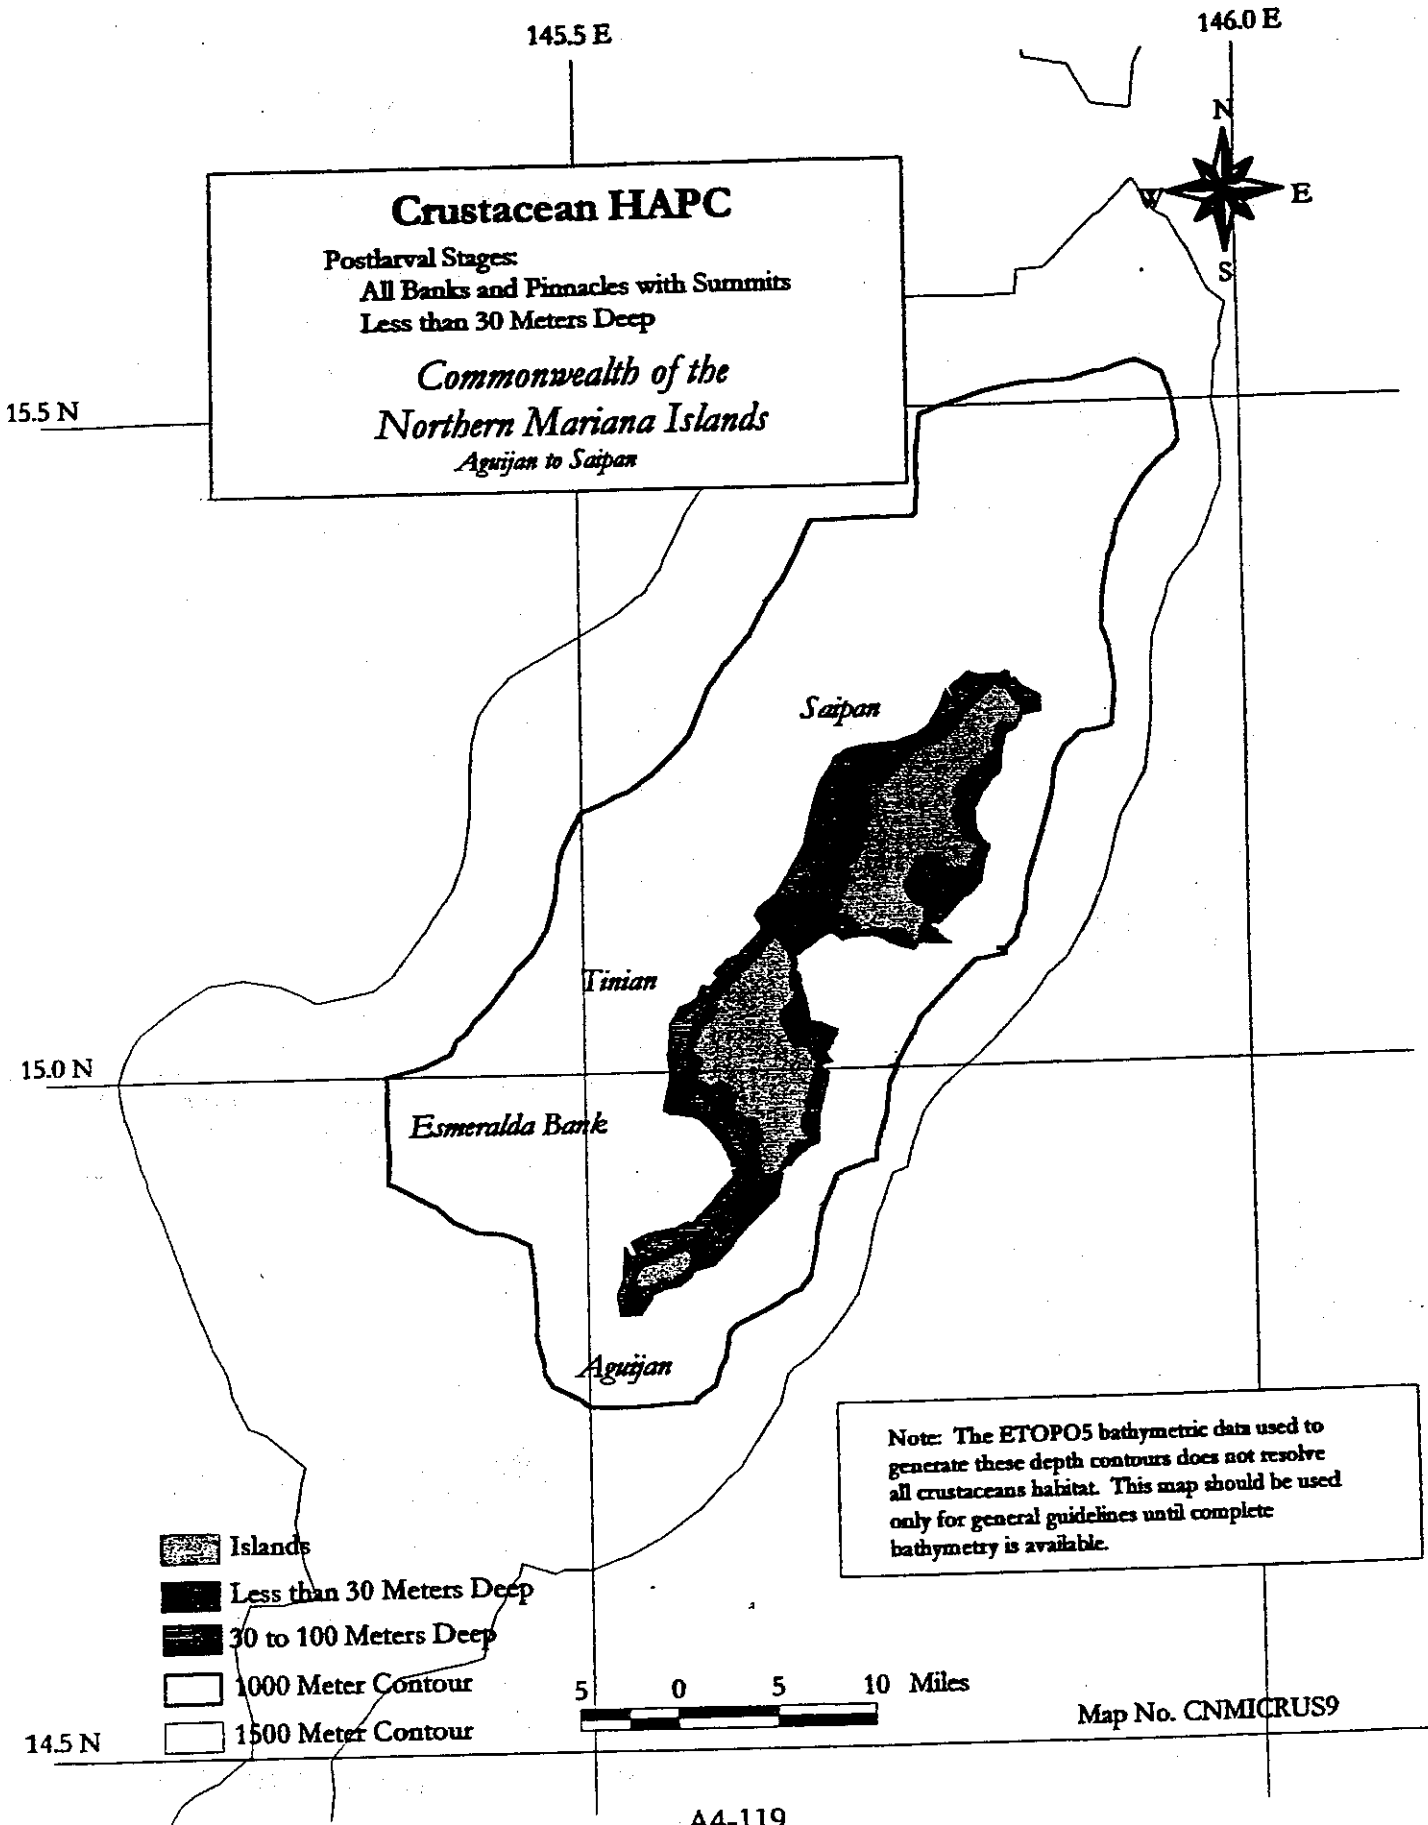 145.5 E
146.0 E
N
W
E
S
Crustacean HAPC
Postlarval Stages:
All Banks and Pinnacles with Summits
Less than 30 Meters Deep
Commonwealth of the
Northern Mariana Islands
Aguijan to Saipan
15.5 N
Saipan
Tinian
15.0 N
Esmeralda Bank
Aguijan
Note: The ETOPO5 bathymetric data used to
generate these depth contours does not resolve
all crustaceans habitat. This map should be used
only for general guidelines until complete
bathymetry is available.
Islands
Less than 30 Meters Deep
30 to 100 Meters Deep
1000 Meter Contour
1500 Meter Contour
5 0 5 10 Miles
Map No. CNMICRUS9
14.5 N
A4-119